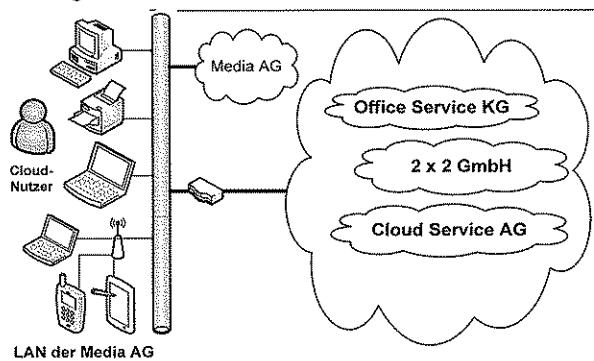 Media AG
Office Service KG
2 x 2 GmbH
Cloud Service AG
Cloud-
Nutzer
LAN der Media AG